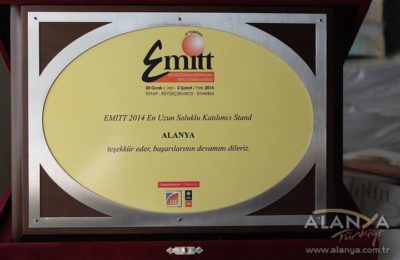 Emitt
30 Ocak / Jan - 2 Şubat / Feb 2014
TÜYAP - BÜYÜKÇEKMECE - İSTANBUL
EMITT 2014 En Uzun Soluklu Katılımcı Stand
ALANYA
teşekkür eder, başarılarının devamını dileriz.
ALANYA
Türkiye
www.alanya.com.tr